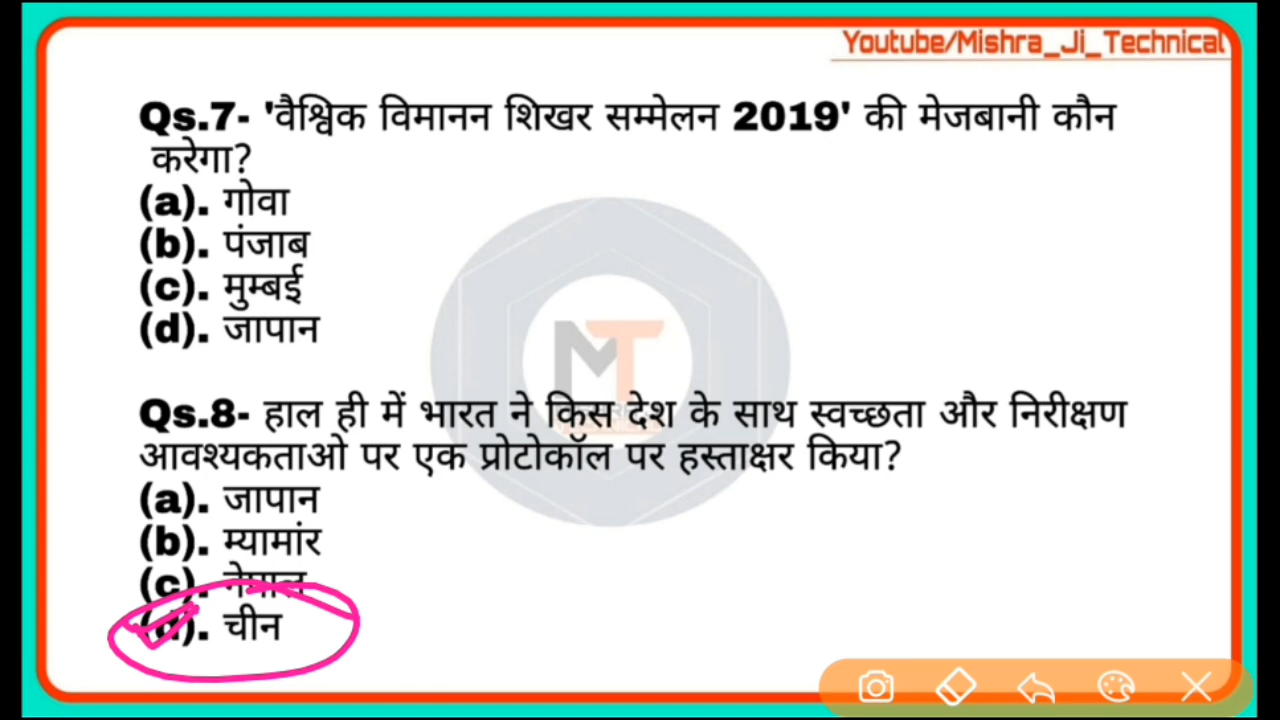 Youtube/Mishra_Ji_Technical
Qs.7- 'वैश्विक विमानन शिखर सम्मेलन 2019' की मेजबानी कौन
करेगा?
(a). गोवा
(b). पंजाब
(c). मुम्बई
(d). जापान
MT
Qs.8- हाल ही में भारत ने किस देश के साथ स्वच्छता और निरीक्षण
आवश्यकताओ पर एक प्रोटोकॉल पर हस्ताक्षर किया?
(a). जापान
(b). म्यामांर
(c). नेपाल
(d). चीन